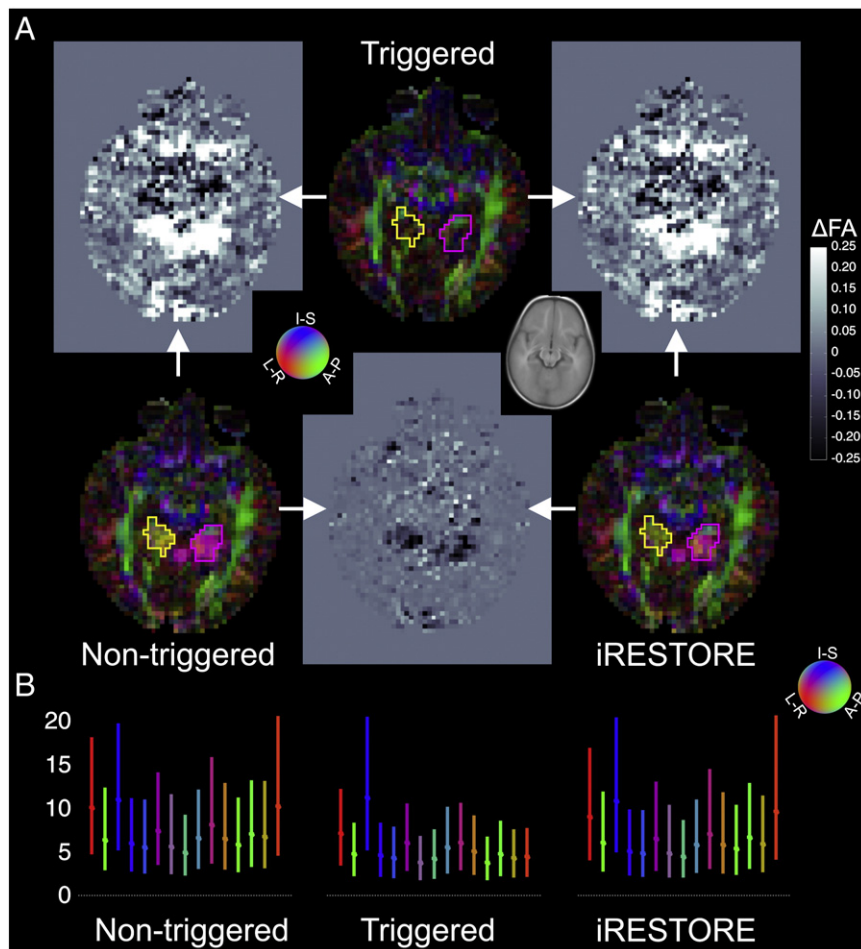 A
Triggered
ΔFA
0.25
0.20
0.15
0.10
0.05
0
-0.05
-0.10
-0.15
-0.20
-0.25
I-S
L-R
A-P
Non-triggered
iRESTORE
I-S
L-R
A-P
B
20
15
10
5
0
Non-triggered
Triggered
iRESTORE